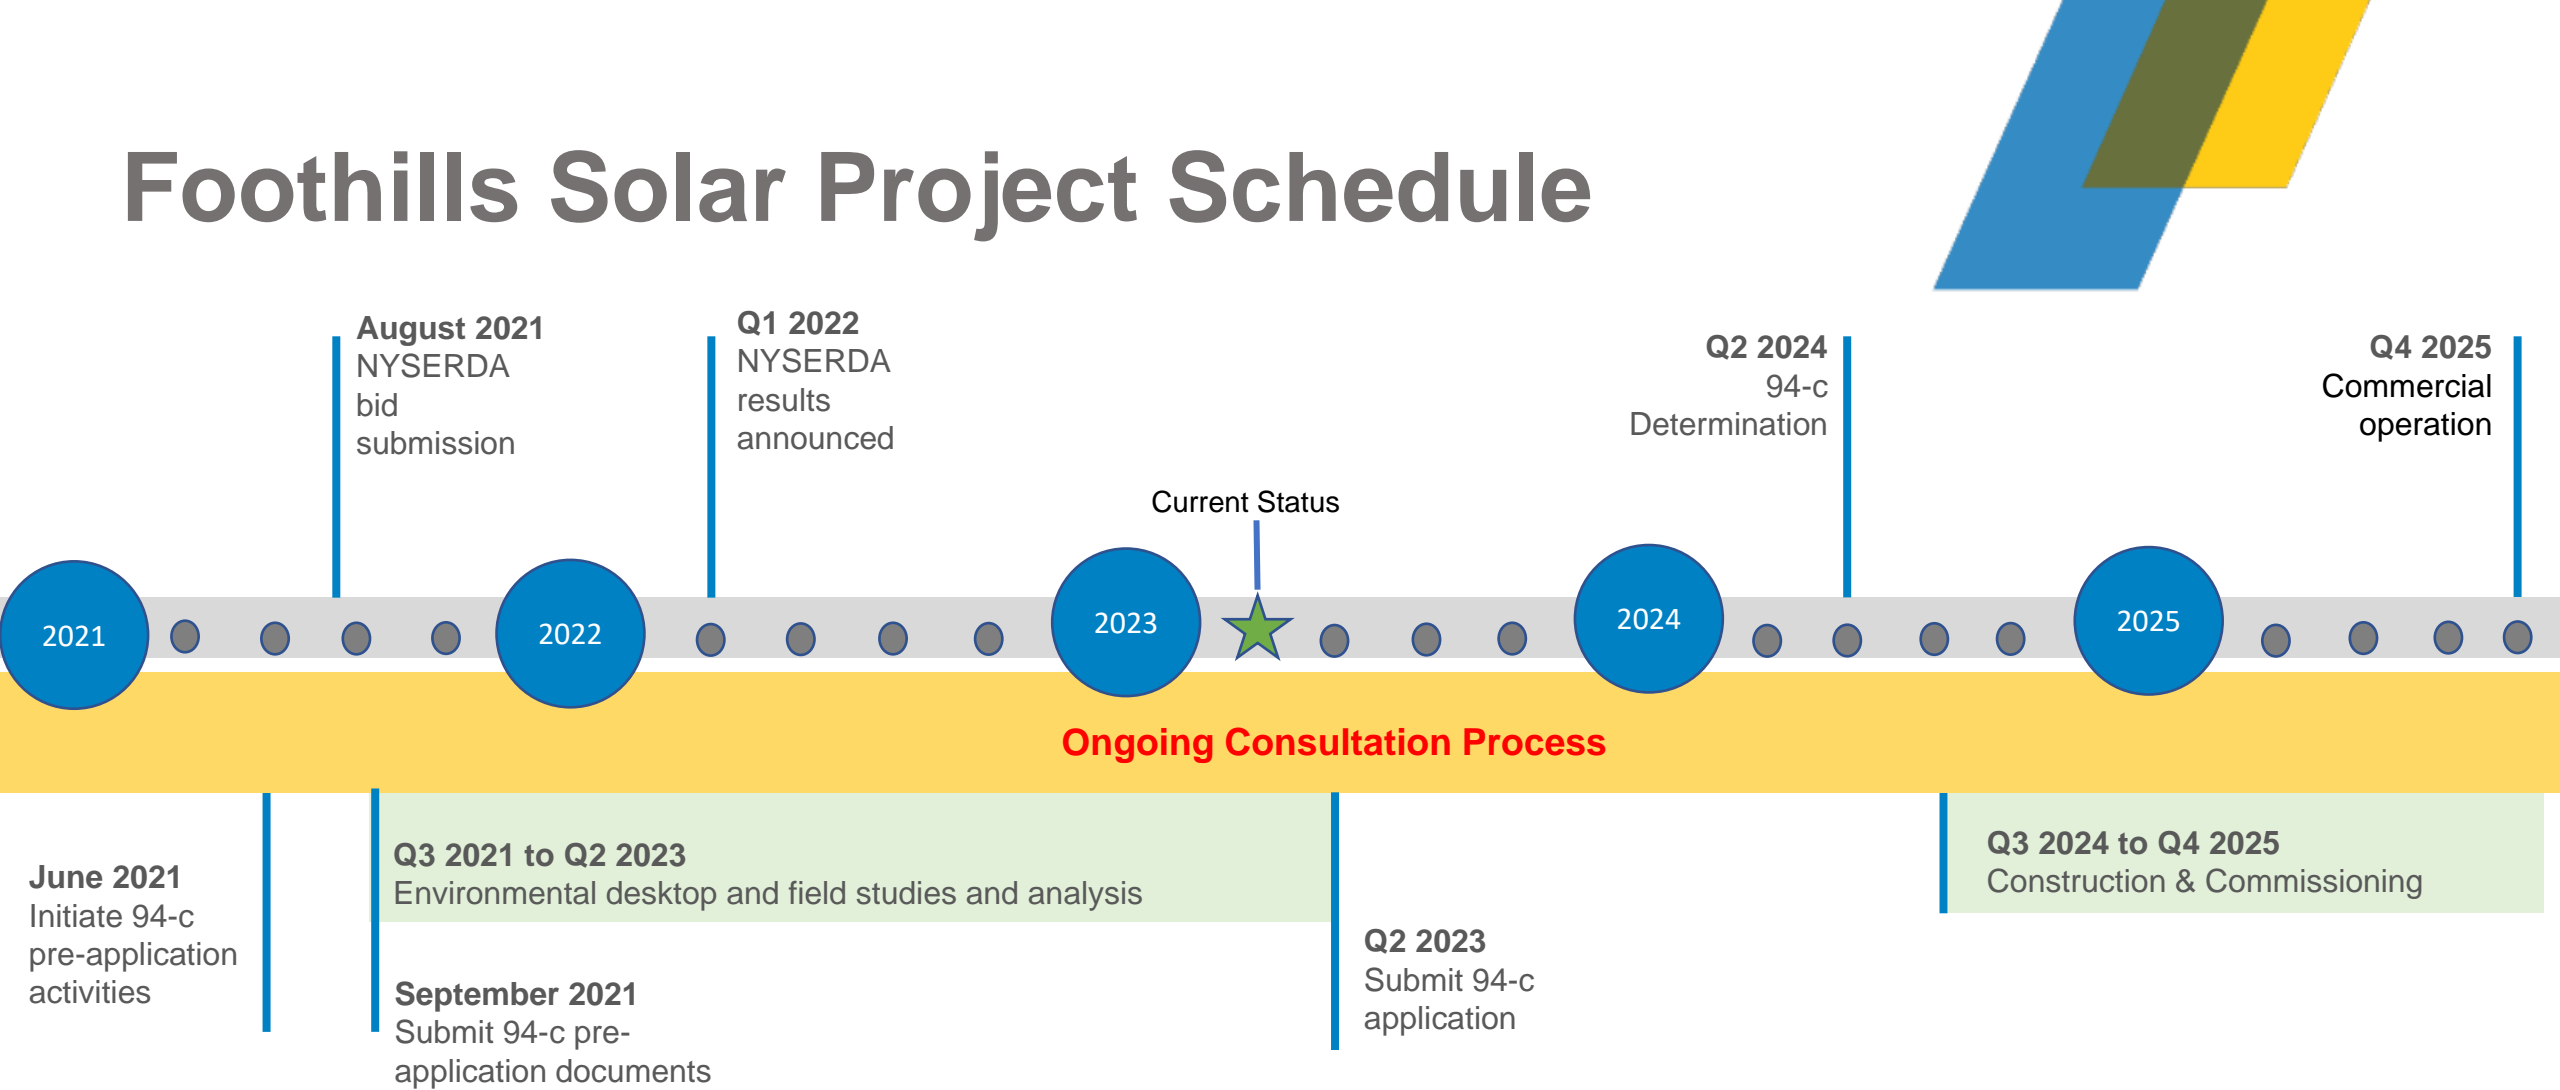 Foothills Solar Project Schedule
August 2021
NYSERDA
bid
submission
Q1 2022
NYSERDA
results
announced
Q2 2024
94-c
Determination
Q4 2025
Commercial
operation
Current Status
2021
2022
2023
2024
2025
Ongoing Consultation Process
June 2021
Initiate 94-c
pre-application
activities
Q3 2021 to Q2 2023
Environmental desktop and field studies and analysis
September 2021
Submit 94-c pre-
application documents
Q2 2023
Submit 94-c
application
Q3 2024 to Q4 2025
Construction & Commissioning